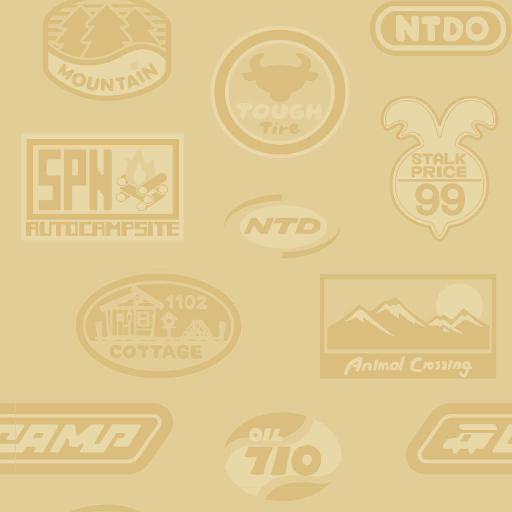 MOUNTAIN
NTDO
TOUGH
Tire
STALK
PRICE
99
SPN
AUTOCAMPSITE
NTD
1102
COTTAGE
Animal Crossing
CAMP
OIL
710